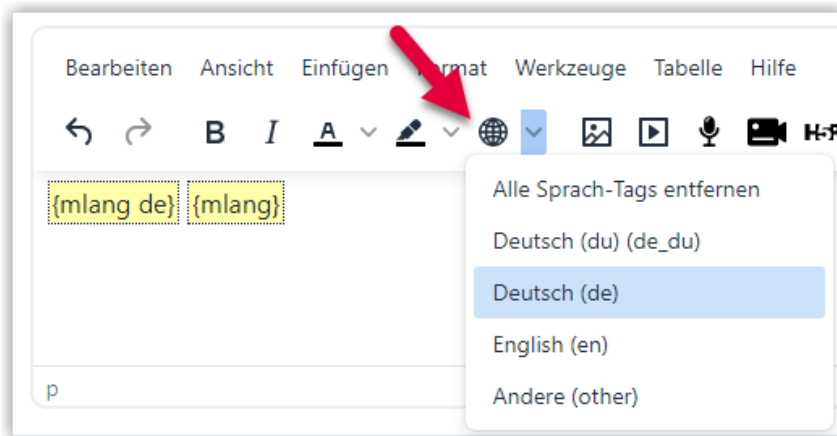 Bearbeiten Ansicht Einfügen Format Werkzeuge Tabelle Hilfe
B I A
{mlang de} {mlang}
Alle Sprach-Tags entfernen
Deutsch (du) (de_du)
Deutsch (de)
English (en)
Andere (other)
p